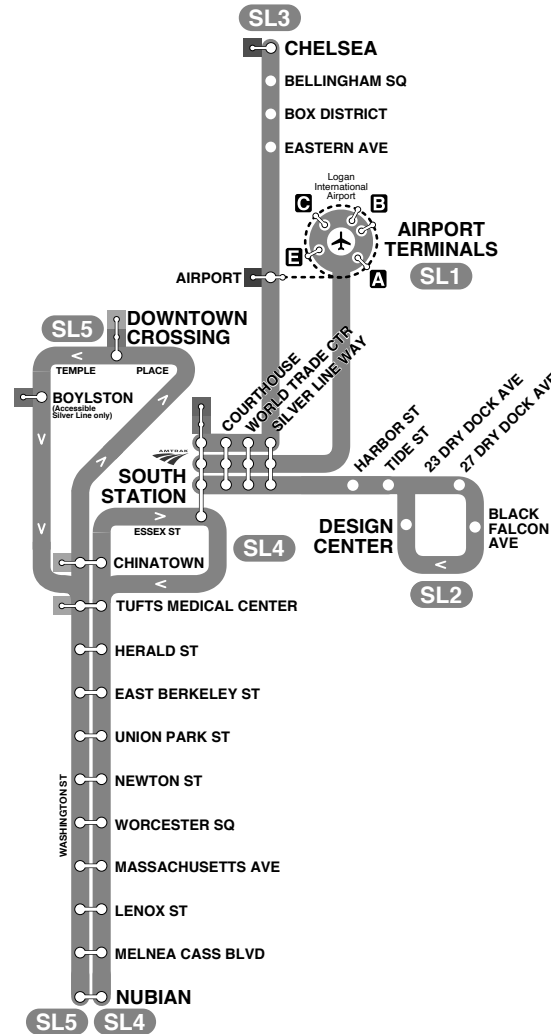 SL3
CHELSEA
BELLINGHAM SQ
BOX DISTRICT
EASTERN AVE
Logan
International
Airport
C
B
E
A
AIRPORT
TERMINALS
SL1
AIRPORT
SL5
DOWNTOWN
CROSSING
TEMPLE
PLACE
BOYLSTON
(Accessible
Silver Line only)
COURTHOUSE
WORLD TRADE CTR
SILVER LINE WAY
HARBOR ST
TIDE ST
23 DRY DOCK AVE
27 DRY DOCK AVE
AMTRAK
SOUTH
STATION
ESSEX ST
SL4
DESIGN
CENTER
BLACK
FALCON
AVE
SL2
CHINATOWN
TUFTS MEDICAL CENTER
HERALD ST
EAST BERKELEY ST
UNION PARK ST
NEWTON ST
WASHINGTON ST
WORCESTER SQ
MASSACHUSETTS AVE
LENOX ST
MELNEA CASS BLVD
NUBIAN
SL5
SL4